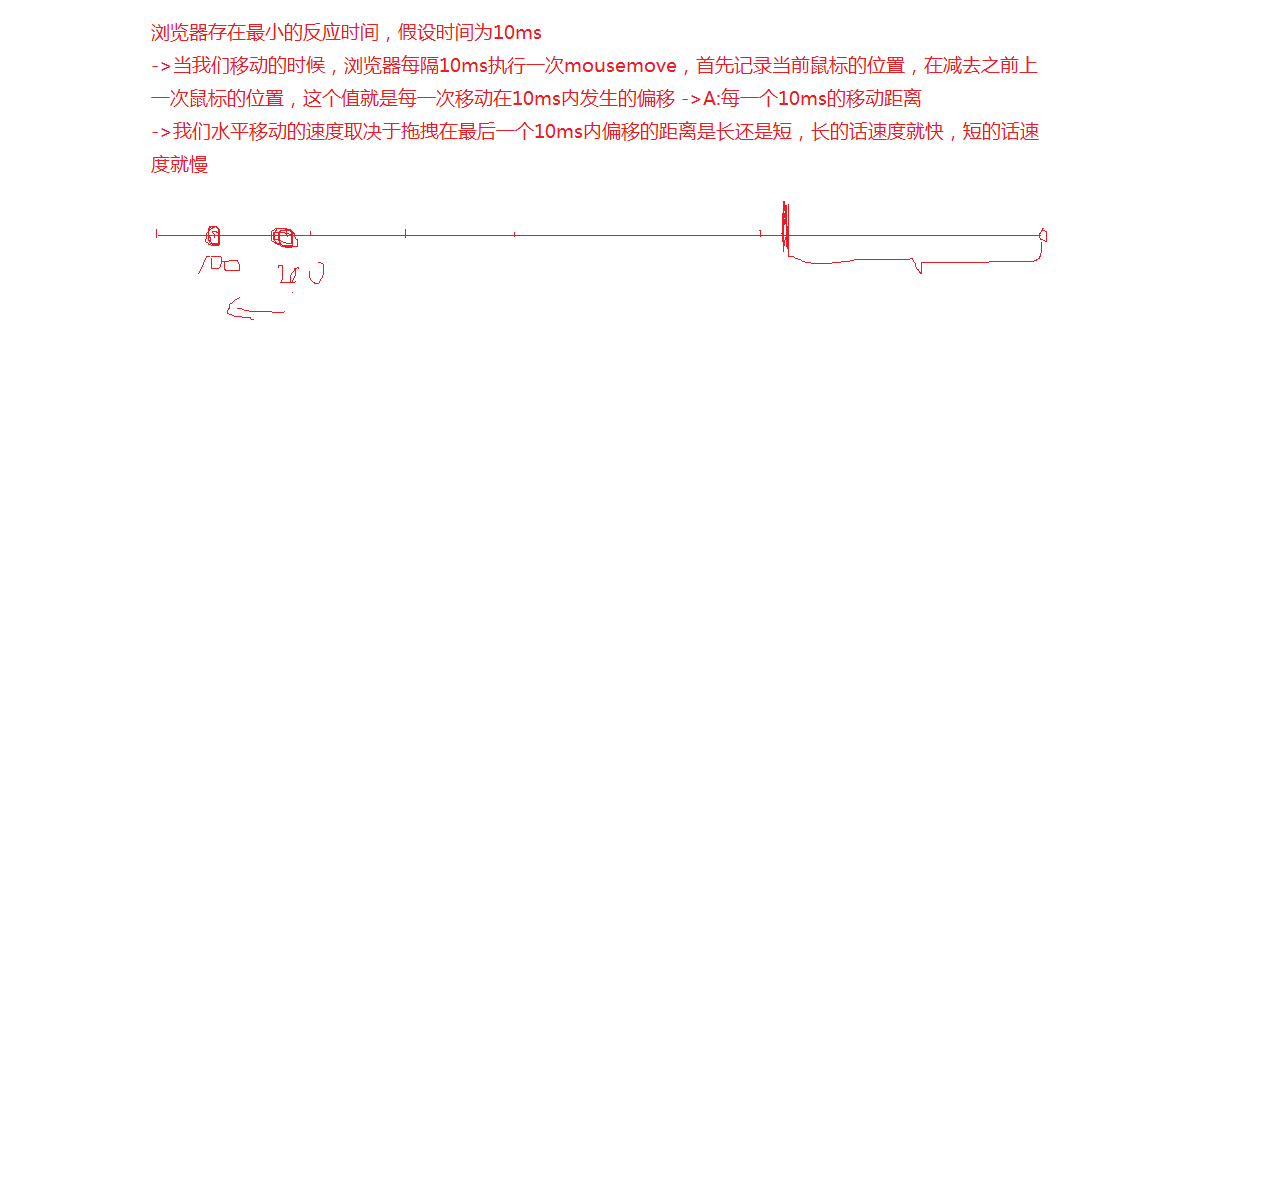 浏览器存在最小的反应时间，假设时间为10ms
->当我们移动的时候，浏览器每隔10ms执行一次mousemove，首先记录当前鼠标的位置，在减去之前上
一次鼠标的位置，这个值就是每一次移动在10ms内发生的偏移 ->A:每一个10ms的移动距离
->我们水平移动的速度取决于拖拽在最后一个10ms内偏移的距离是长还是短，长的话速度就快，短的话速
度就慢
100